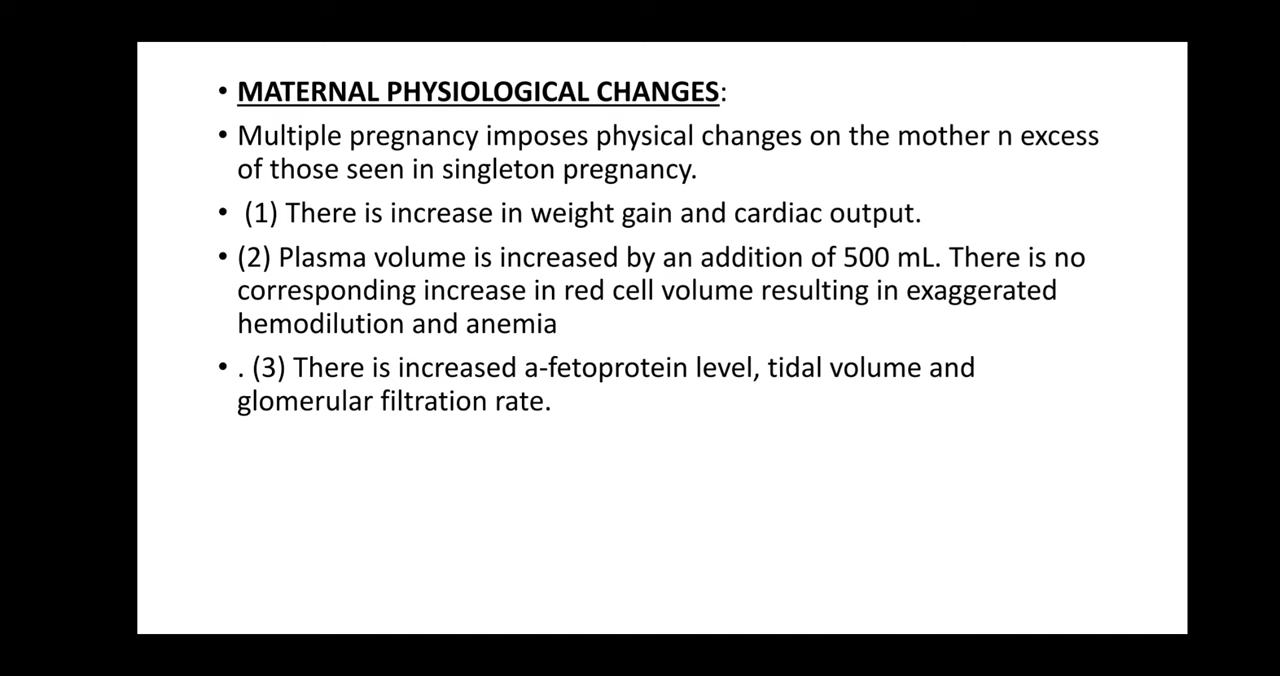 • MATERNAL PHYSIOLOGICAL CHANGES:
• Multiple pregnancy imposes physical changes on the mother n excess
of those seen in singleton pregnancy.
• (1) There is increase in weight gain and cardiac output.
• (2) Plasma volume is increased by an addition of 500 mL. There is no
corresponding increase in red cell volume resulting in exaggerated
hemodilution and anemia
• . (3) There is increased a-fetoprotein level, tidal volume and
glomerular filtration rate.